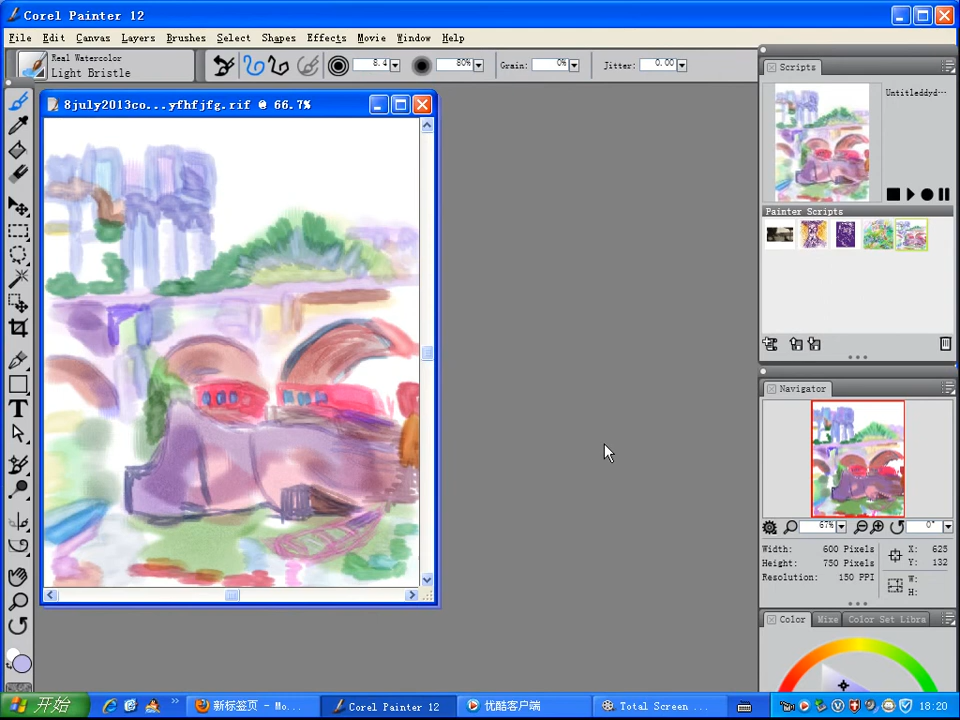 Corel Painter 12
File Edit Canvas Layers Brushes Select Shapes Effects Movie Window Help
Real Watercolor
Light Bristle
8.4
80%
Grain: 0%
Jitter: 0.00
8july2013co...yfhfjfg.rif @ 66.7%
Scripts
Untitleddyd...
Painter Scripts
Navigator
67%
0°
Width: 600 Pixels
Height: 750 Pixels
Resolution: 150 PPI
X: 625
Y: 132
W:
H:
Color Mixe Color Set Libra
T
开始
新标签页 - Mo...
Corel Painter 12
优酷客户端
Total Screen ...
18:20